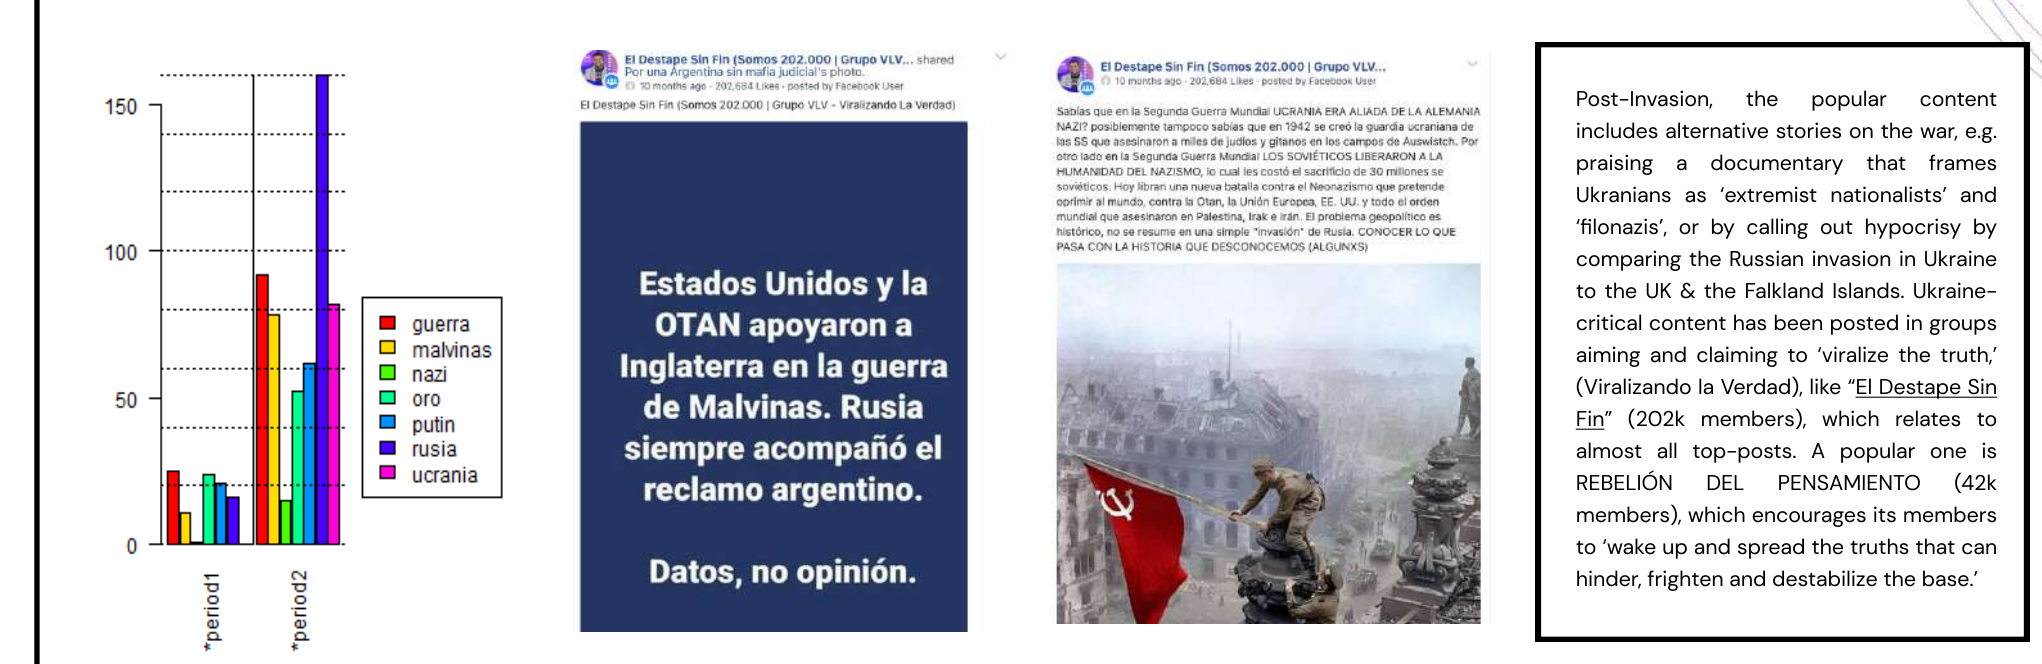 150
100
50
0
*period1
*period2
guerra
malvinas
nazi
oro
putin
rusia
ucrania
El Destape Sin Fin (Somos 202.000 | Grupo VLV... shared
Por una Argentina sin mafia judicial's photo.
10 months ago - 202,684 Likes - posted by Facebook User
El Destape Sin Fin (Somos 202.000 | Grupo VLV - Viralizando La Verdad)
Estados Unidos y la
OTAN apoyaron a
Inglaterra en la guerra
de Malvinas. Rusia
siempre acompañó el
reclamo argentino.
Datos, no opinión.
El Destape Sin Fin (Somos 202.000 | Grupo VLV...
10 months ago - 202,684 Likes - posted by Facebook User
Sabías que en la Segunda Guerra Mundial UCRANIA ERA ALIADA DE LA ALEMANIA
NAZI? posiblemente tampoco sabías que en 1942 se creó la guardia ucraniana de
las SS que asesinaron a miles de judíos y gitanos en los campos de Auswistch. Por
otro lado en la Segunda Guerra Mundial LOS SOVIÉTICOS LIBERARON A LA
HUMANIDAD DEL NAZISMO, lo cual les costó el sacrificio de 30 millones se
soviéticos. Hoy libran una nueva batalla contra el Neonazismo que pretende
oprimir al mundo, contra la Otan, la Unión Europea, EE. UU. y todo el orden
mundial que asesinaron en Palestina, Irak e Irán. El problema geopolítico es
histórico, no se resume en una simple "invasión" de Rusia. CONOCER LO QUE
PASA CON LA HISTORIA QUE DESCONOCEMOS (ALGUNXS)
Post-Invasion, the popular content
includes alternative stories on the war, e.g.
praising a documentary that frames
Ukranians as ‘extremist nationalists’ and
‘filonazis’, or by calling out hypocrisy by
comparing the Russian invasion in Ukraine
to the UK & the Falkland Islands. Ukraine-
critical content has been posted in groups
aiming and claiming to ‘viralize the truth,’
(Viralizando la Verdad), like “El Destape Sin
Fin” (202k members), which relates to
almost all top-posts. A popular one is
REBELIÓN DEL PENSAMIENTO (42k
members), which encourages its members
to ‘wake up and spread the truths that can
hinder, frighten and destabilize the base.’